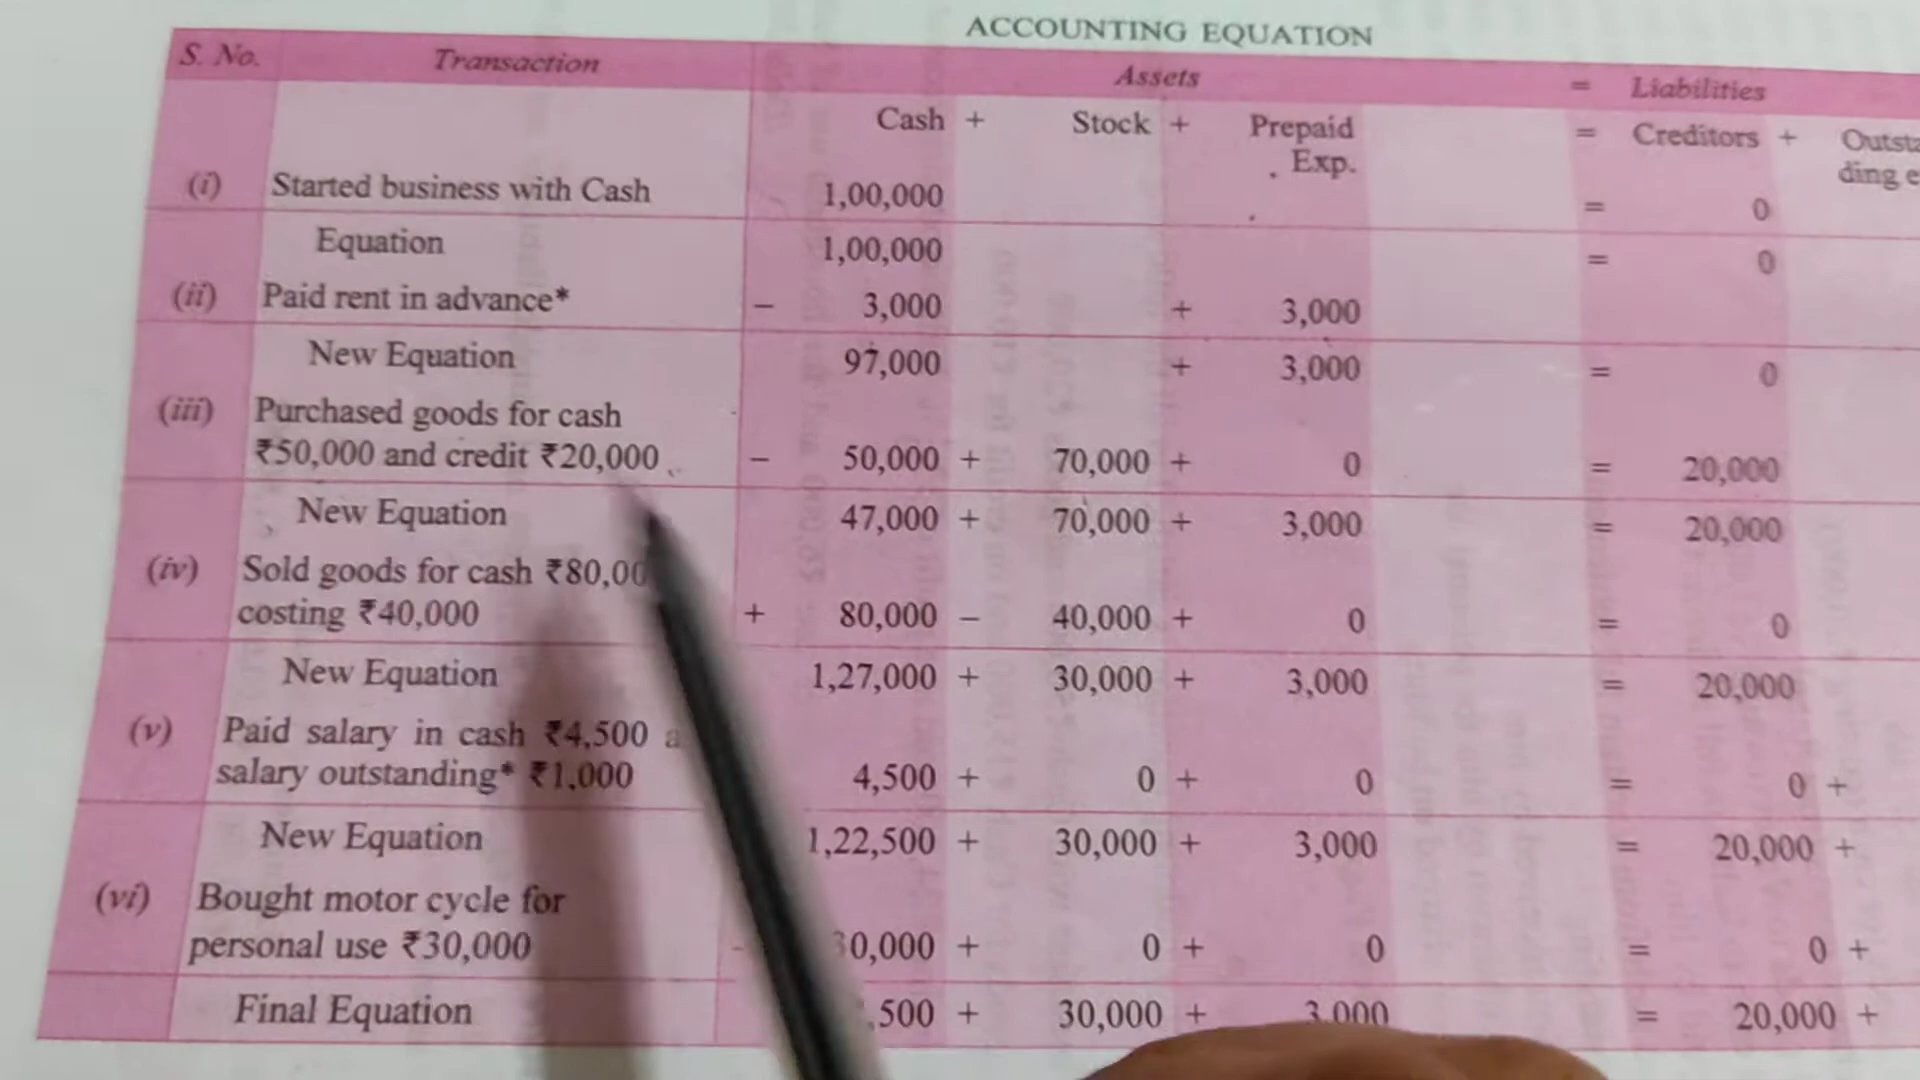 ACCOUNTING EQUATION
S. No. Transaction Assets = Liabilities
Cash + Stock + Prepaid = Creditors +
Exp.
(i) Started business with Cash 1,00,000 = 0
Equation 1,00,000 = 0
(ii) Paid rent in advance* − 3,000 + 3,000
New Equation 97,000 + 3,000 = 0
(iii) Purchased goods for cash
₹50,000 and credit ₹20,000 − 50,000 + 70,000 + 0 = 20,000
New Equation 47,000 + 70,000 + 3,000 = 20,000
(iv) Sold goods for cash ₹80,00
costing ₹40,000 + 80,000 − 40,000 + 0 = 0
New Equation 1,27,000 + 30,000 + 3,000 = 20,000
(v) Paid salary in cash ₹4,500
salary outstanding* ₹1,000 4,500 + 0 + 0 = 0 +
New Equation 1,22,500 + 30,000 + 3,000 = 20,000 +
(vi) Bought motor cycle for
personal use ₹30,000 0,000 + 0 + 0 = 0 +
Final Equation ,500 + 30,000 + 3,000 = 20,000 +